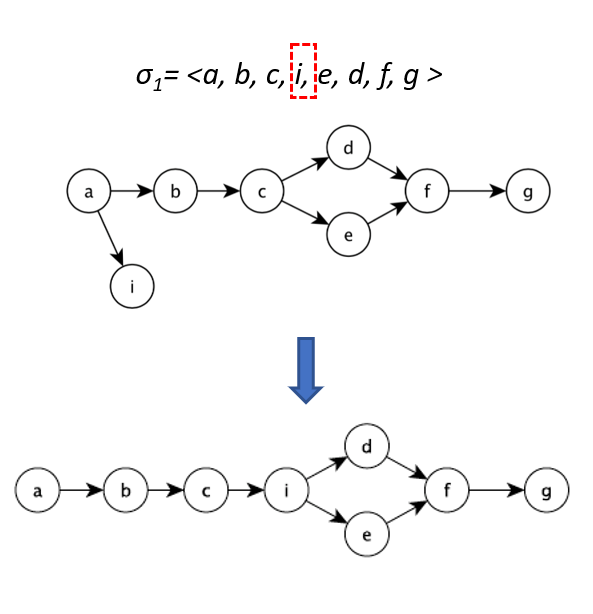 σ1= <a, b, c, i, e, d, f, g >
d
a b c f g
e
i
d
a b c i f g
e